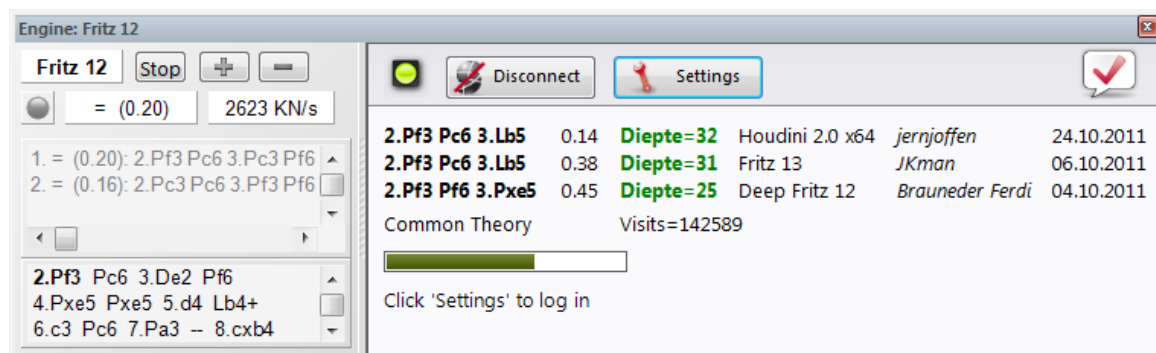 Engine: Fritz 12
Fritz 12 Stop
= (0.20) 2623 KN/s
1. = (0.20): 2.Pf3 Pc6 3.Pc3 Pf6
2. = (0.16): 2.Pc3 Pc6 3.Pf3 Pf6
2.Pf3 Pc6 3.De2 Pf6
4.Pxe5 Pxe5 5.d4 Lb4+
6.c3 Pc6 7.Pa3 -- 8.cxb4
Disconnect Settings
2.Pf3 Pc6 3.Lb5 0.14 Diepte=32 Houdini 2.0 x64 jernjoffen 24.10.2011
2.Pf3 Pc6 3.Lb5 0.38 Diepte=31 Fritz 13 JKman 06.10.2011
2.Pf3 Pf6 3.Pxe5 0.45 Diepte=25 Deep Fritz 12 Brauneder Ferdi 04.10.2011
Common Theory Visits=142589
Click 'Settings' to log in